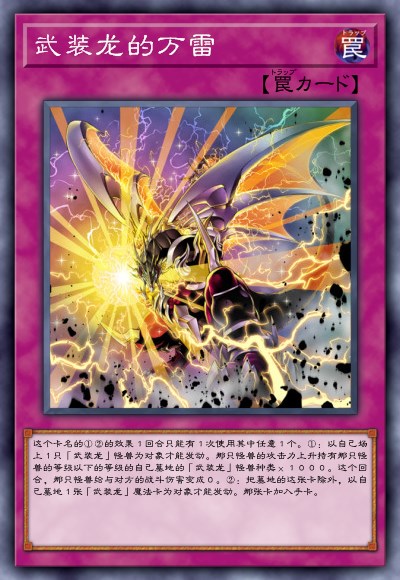 武装龙的万雷
トラップ
罠
トラップ
【罠カード】
这个卡名的①②的效果1回合只能有1次使用其中任意1个。①：以自己场
上1只「武装龙」怪兽为对象才能发动。那只怪兽的攻击力上升持有那只怪
兽的等级以下的等级的自己墓地的「武装龙」怪兽种类×1000。这个回
合，那只怪兽给与对方的战斗伤害变成0。②：把墓地的这张卡除外，以自
己墓地1张「武装龙」魔法卡为对象才能发动。那张卡加入手卡。